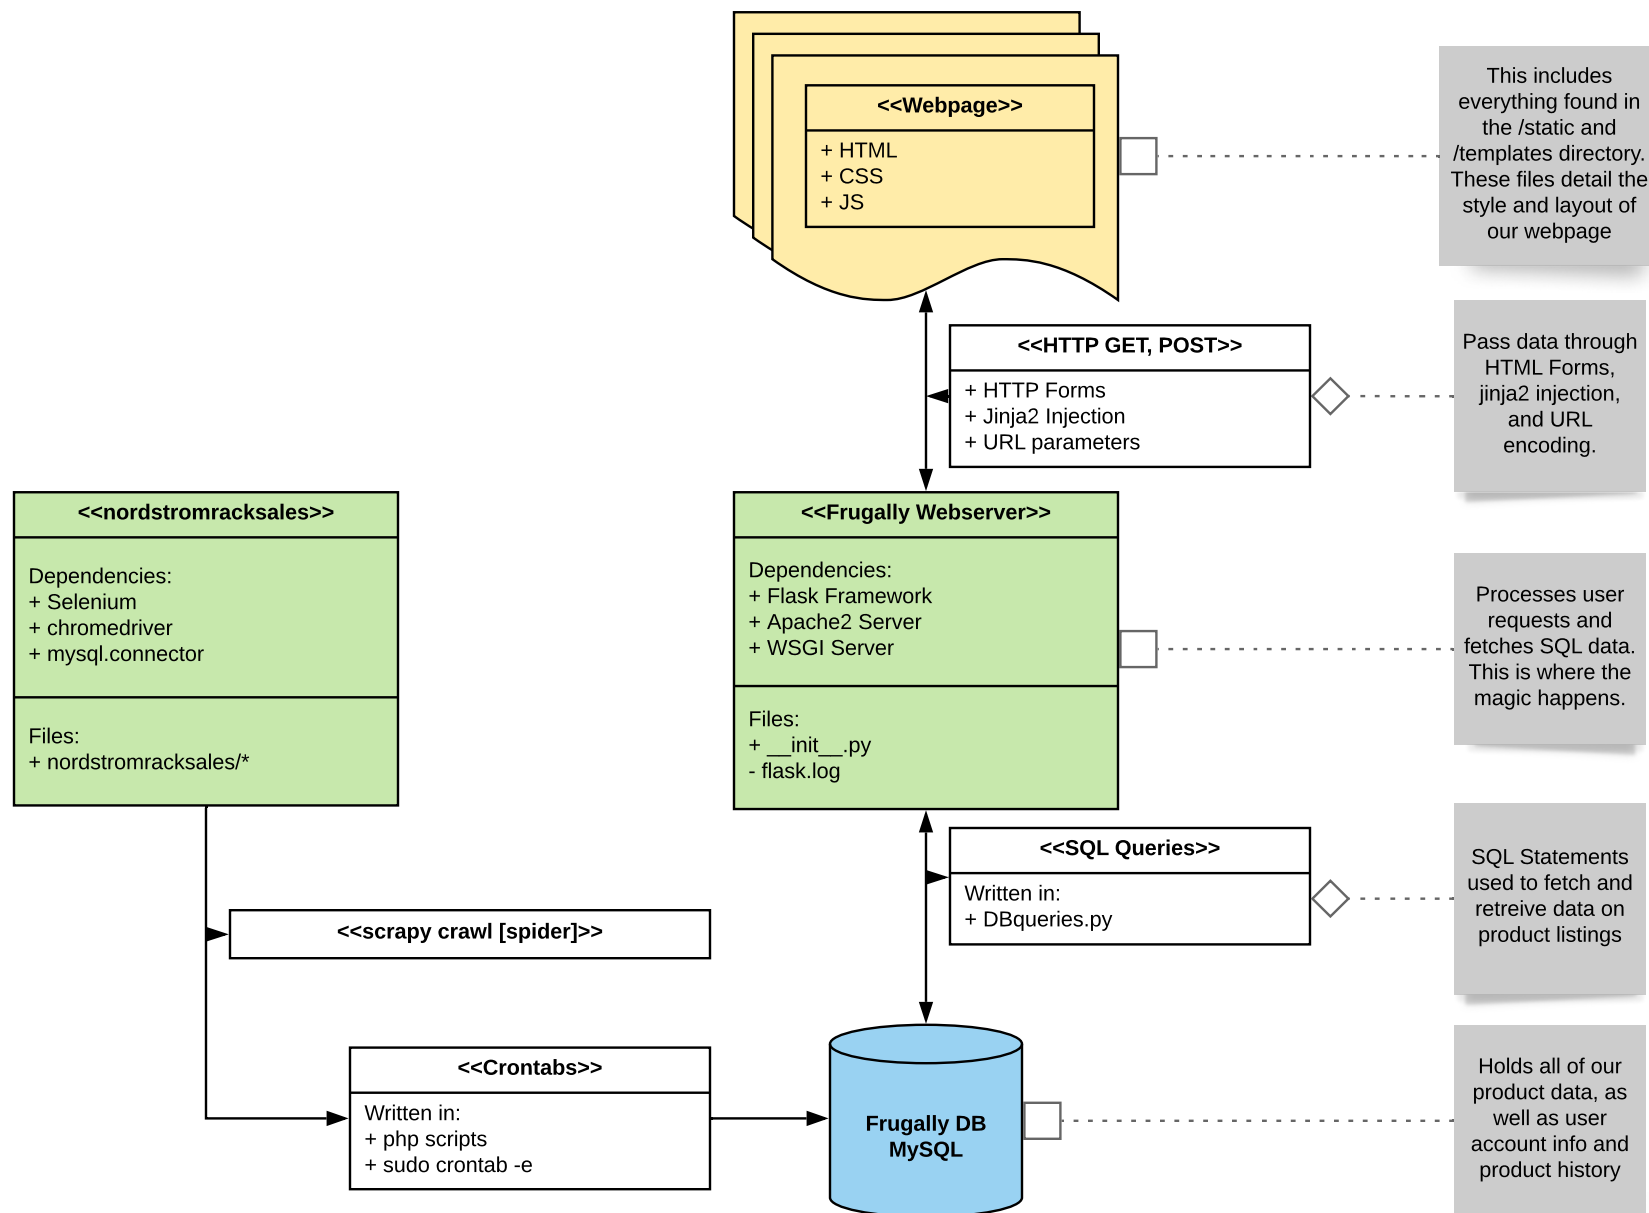 <<Webpage>>
+ HTML
+ CSS
+ JS
This includes
everything found in
the /static and
/templates directory.
These files detail the
style and layout of
our webpage
<<HTTP GET, POST>>
+ HTTP Forms
+ Jinja2 Injection
+ URL parameters
Pass data through
HTML Forms,
jinja2 injection,
and URL
encoding.
<<nordstromracksales>>
Dependencies:
+ Selenium
+ chromedriver
+ mysql.connector
Files:
+ nordstromracksales/*
<<Frugally Webserver>>
Dependencies:
+ Flask Framework
+ Apache2 Server
+ WSGI Server
Files:
+ __init__.py
- flask.log
Processes user
requests and
fetches SQL data.
This is where the
magic happens.
<<SQL Queries>>
Written in:
+ DBqueries.py
SQL Statements
used to fetch and
retreive data on
product listings
<<scrapy crawl [spider]>>
<<Crontabs>>
Written in:
+ php scripts
+ sudo crontab -e
Frugally DB
MySQL
Holds all of our
product data, as
well as user
account info and
product history